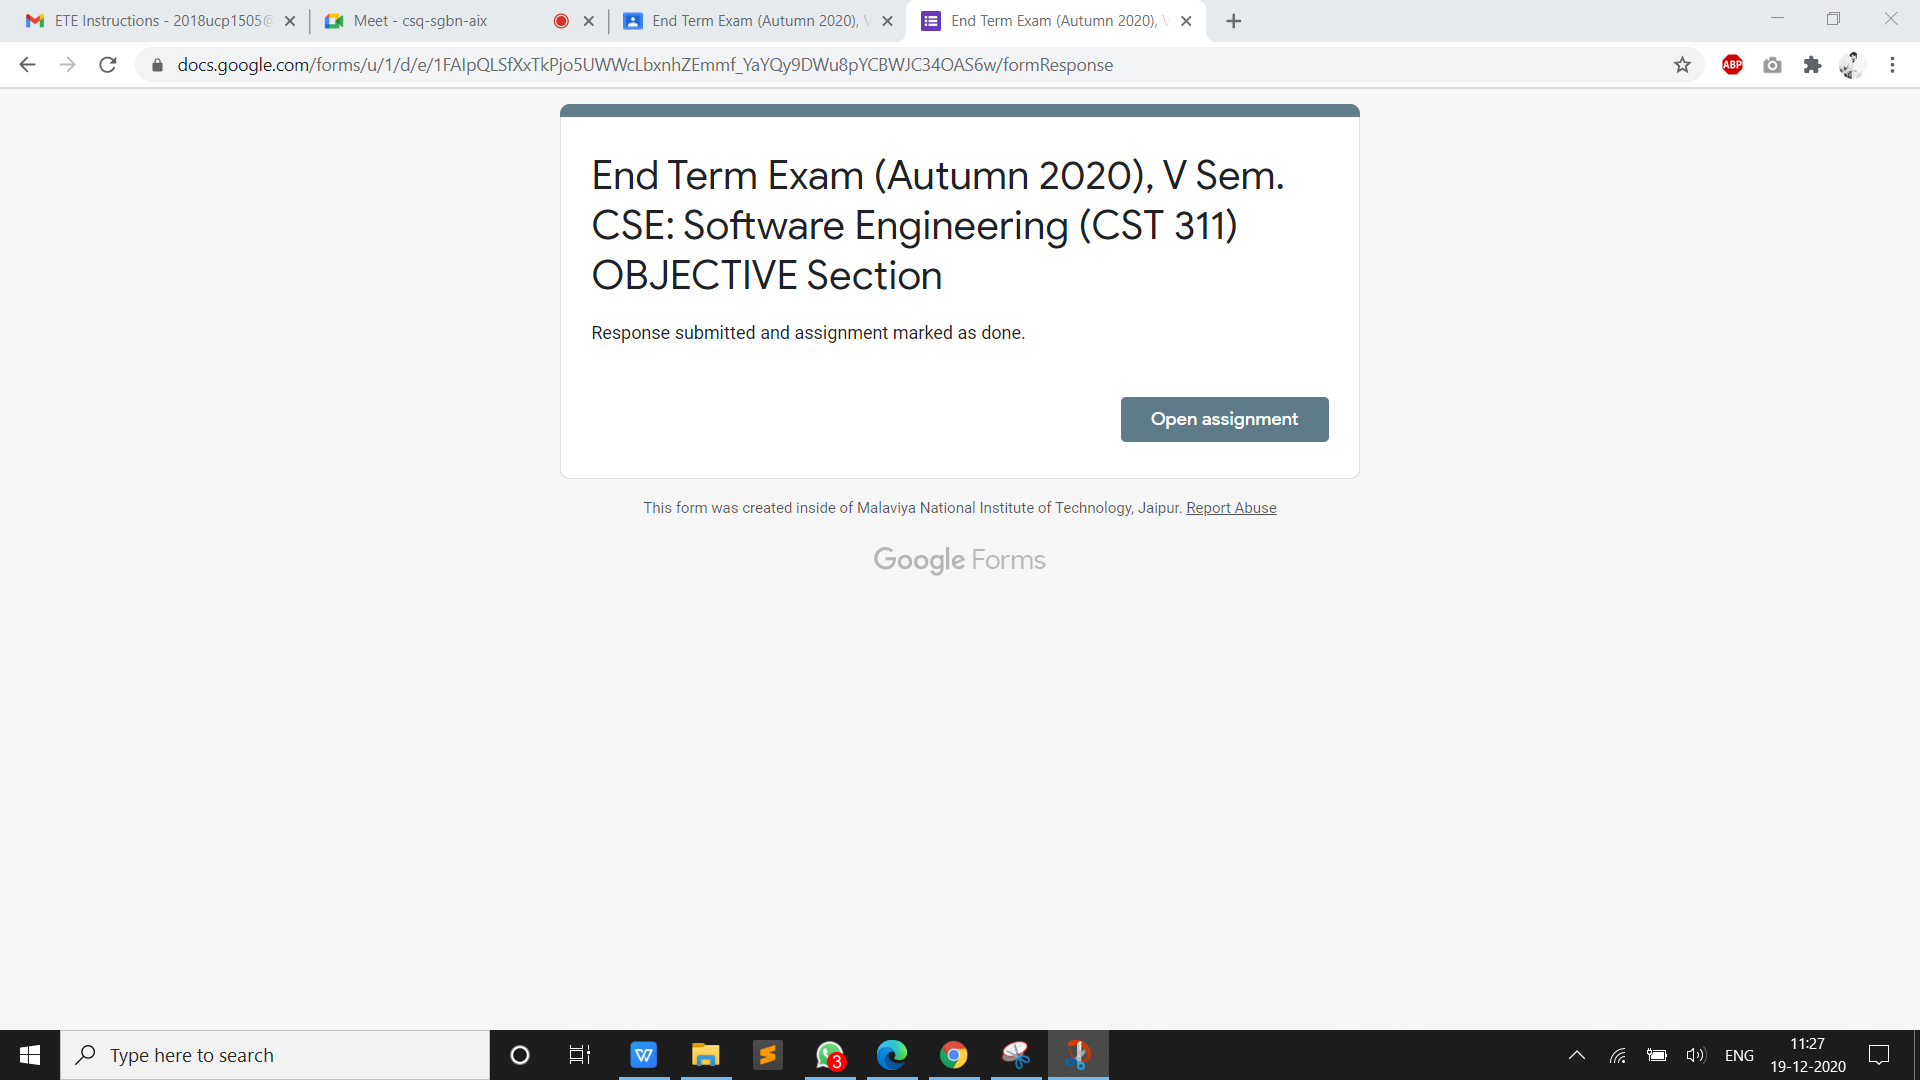 ETE Instructions - 2018ucp1505@
Meet - csq-sgbn-aix
End Term Exam (Autumn 2020), V
End Term Exam (Autumn 2020), V
docs.google.com/forms/u/1/d/e/1FAIpQLSfXxTkPjo5UWWcLbxnhZEmmf_YaYQy9DWu8pYCBWJC34OAS6w/formResponse
ABP
End Term Exam (Autumn 2020), V Sem.
CSE: Software Engineering (CST 311)
OBJECTIVE Section
Response submitted and assignment marked as done.
Open assignment
This form was created inside of Malaviya National Institute of Technology, Jaipur. Report Abuse
Google Forms
Type here to search
W
3
ENG
11:27
19-12-2020